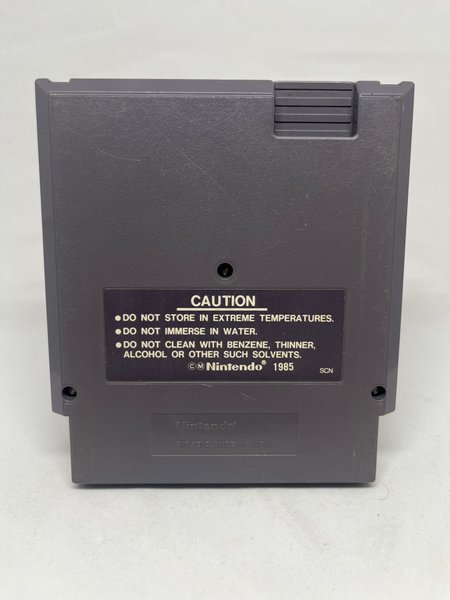 CAUTION
●DO NOT STORE IN EXTREME TEMPERATURES.
●DO NOT IMMERSE IN WATER.
●DO NOT CLEAN WITH BENZENE, THINNER,
ALCOHOL OR OTHER SUCH SOLVENTS.
©Ⓜ Nintendo® 1985
SCN
Nintendo®
MADE IN JAPAN